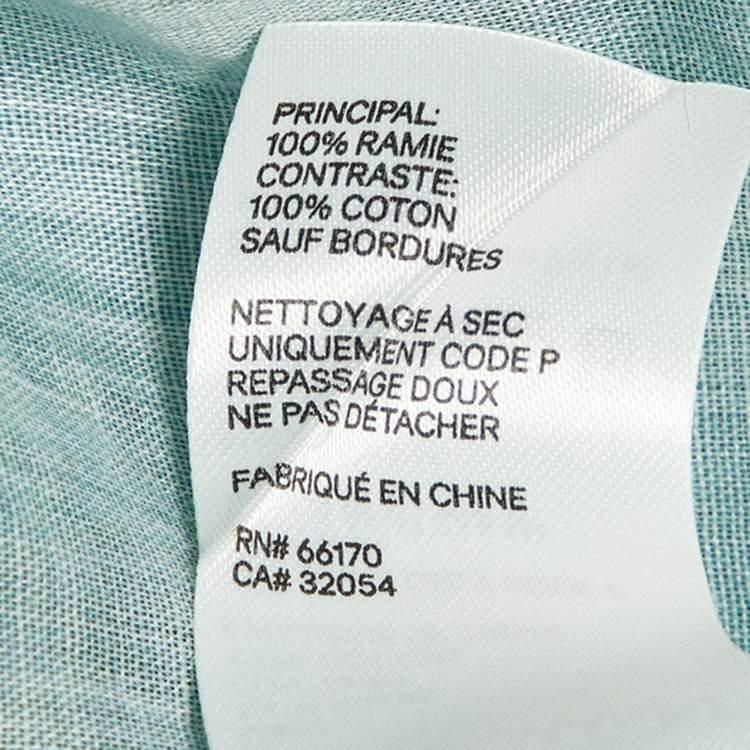 PRINCIPAL:
100% RAMIE
CONTRASTE:
100% COTON
SAUF BORDURES
NETTOYAGE À SEC
UNIQUEMENT CODE P
REPASSAGE DOUX
NE PAS DÉTACHER
FABRIQUÉ EN CHINE
RN# 66170
CA# 32054